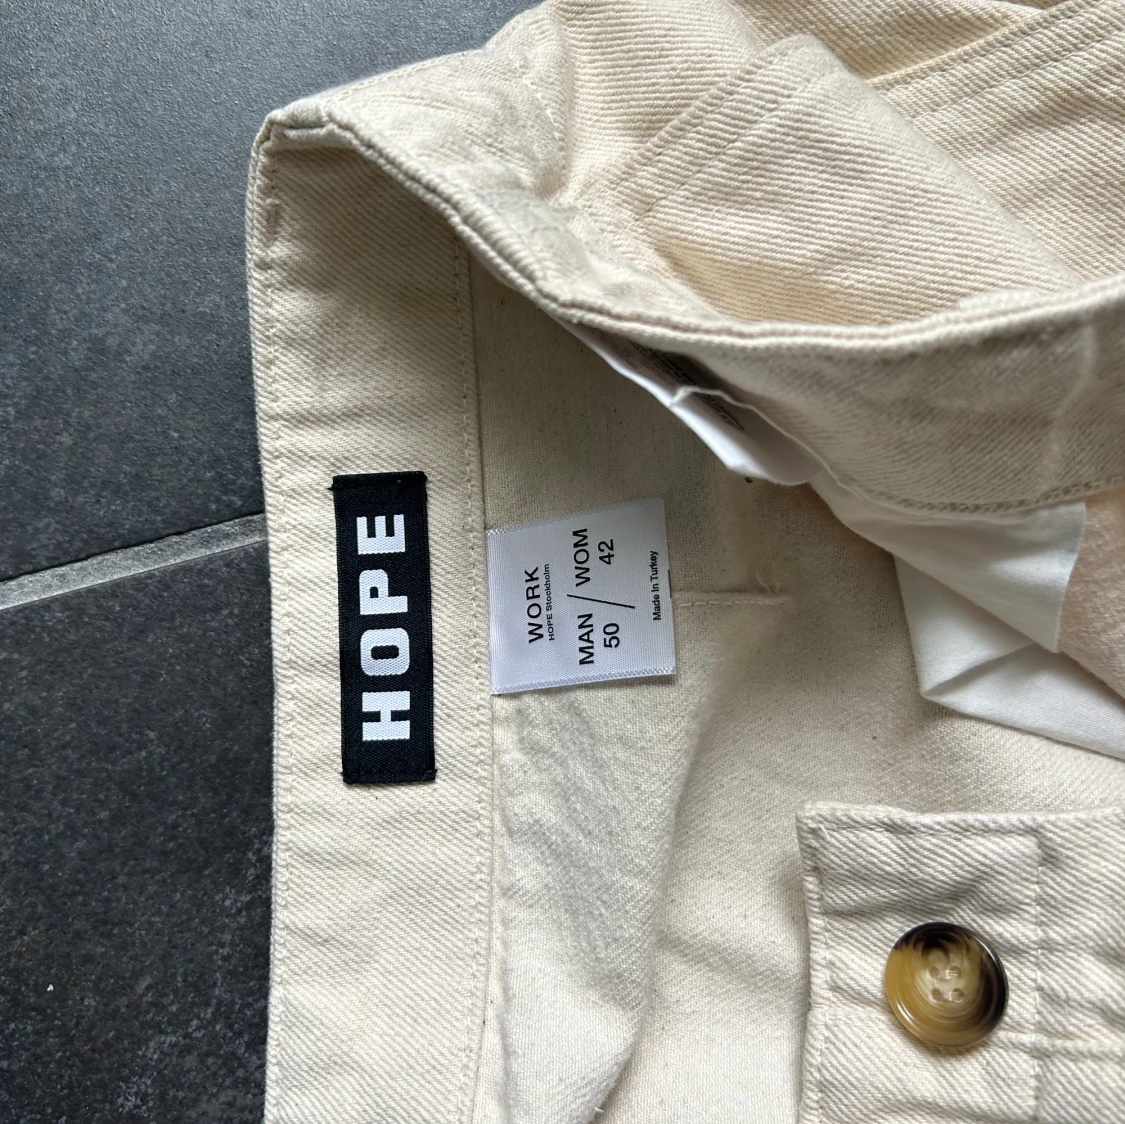 HOPE
WORK
HOPE Stockholm
MAN / WOM
50 / 42
Made In Turkey